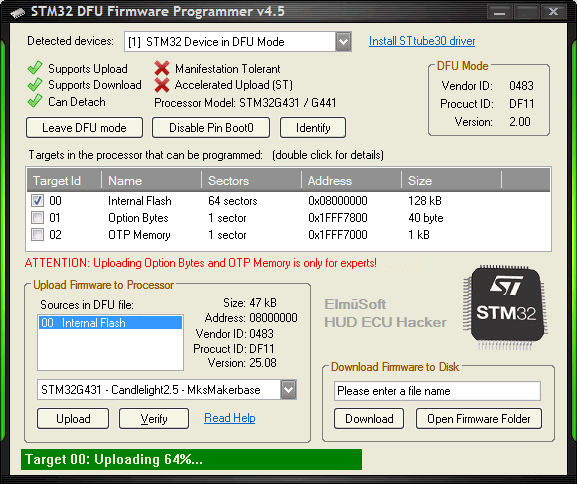 STM32 DFU Firmware Programmer v4.5
Detected devices: [1] STM32 Device in DFU Mode Install STtube30 driver
Supports Upload Manifestation Tolerant
Supports Download Accelerated Upload (ST)
Can Detach Processor Model: STM32G431 / G441
DFU Mode
Vendor ID: 0483
Procuct ID: DF11
Version: 2.00
Leave DFU mode Disable Pin Boot0 Identify
Targets in the processor that can be programmed: (double click for details)
Target Id Name Sectors Address Size
00 Internal Flash 64 sectors 0x08000000 128 kB
01 Option Bytes 1 sector 0x1FFF7800 40 byte
02 OTP Memory 1 sector 0x1FFF7000 1 kB
ATTENTION: Uploading Option Bytes and OTP Memory is only for experts!
Upload Firmware to Processor
Sources in DFU file:
00 Internal Flash
Size: 47 kB
Address: 08000000
Vendor ID: 0483
Procuct ID: DF11
Version: 25.08
STM32G431 - Candlelight2.5 - MksMakerbase
Upload Verify Read Help
ElmüSoft
HUD ECU Hacker
ST
STM32
Download Firmware to Disk
Please enter a file name
Download Open Firmware Folder
Target 00: Uploading 64%...